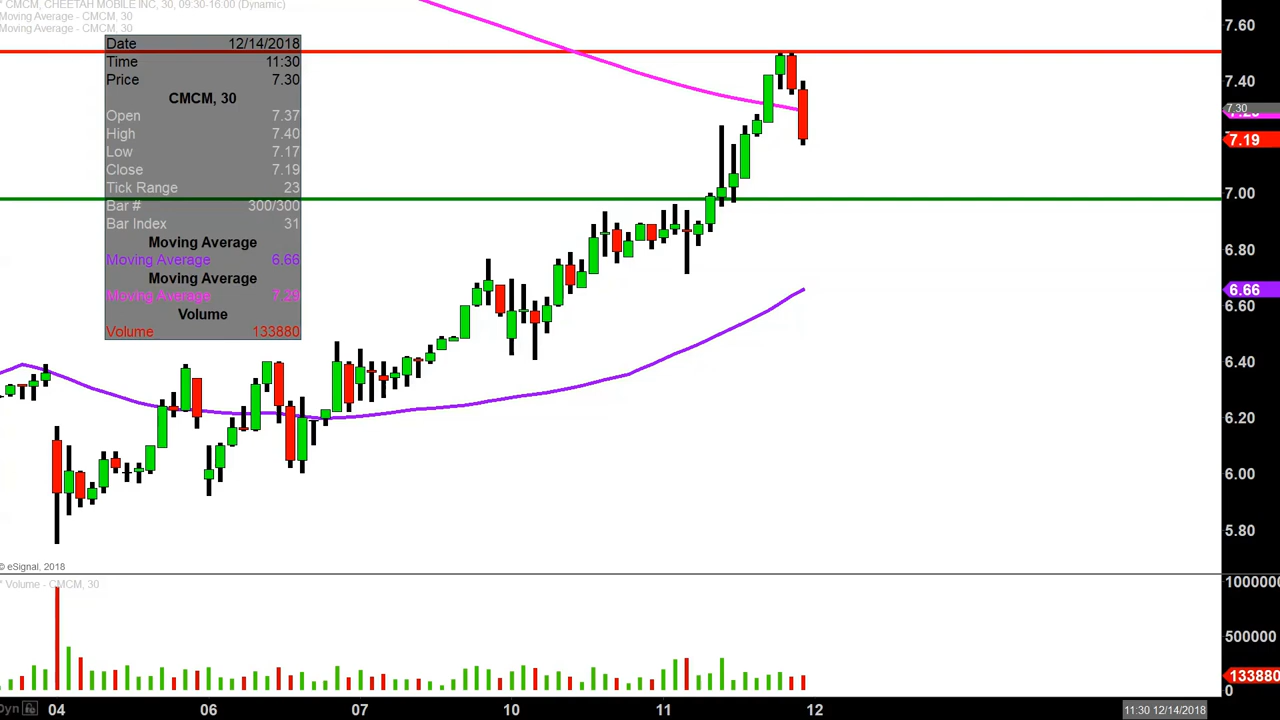 * CMCM, CHEETAH MOBILE INC, 30, 09:30-16:00 (Dynamic)
Moving Average - CMCM, 30
Moving Average - CMCM, 30
Date 12/14/2018
Time 11:30
Price 7.30
CMCM, 30
Open 7.37
High 7.40
Low 7.17
Close 7.19
Tick Range 23
Bar # 300/300
Bar Index 31
Moving Average
Moving Average 6.66
Moving Average
Moving Average 7.29
Volume
Volume 133880
7.60
7.40
7.30
7.19
7.00
6.80
6.66
6.60
6.40
6.20
6.00
5.80
© eSignal, 2018
* Volume - CMCM, 30
500000
133880
0
Dyn 04 06 07 10 11 12 11:30 12/14/2018